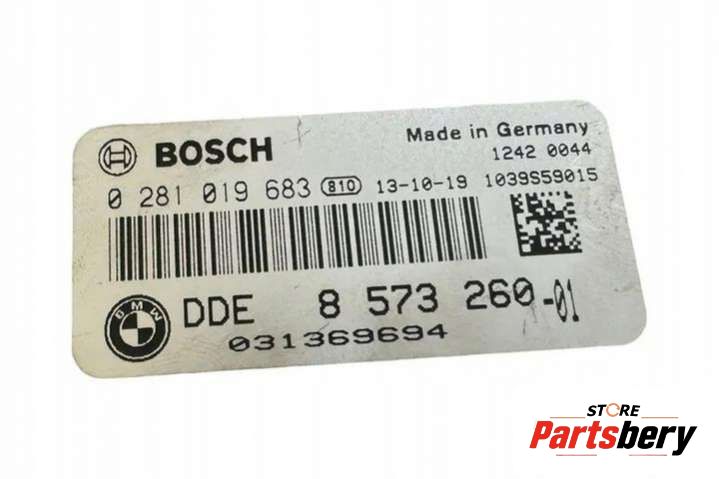 BOSCH Made in Germany
1242 0044
0 281 019 683 810 13-10-19 1039S59015
BMW DDE 8 573 260-01
031369694
STORE
Partsbery